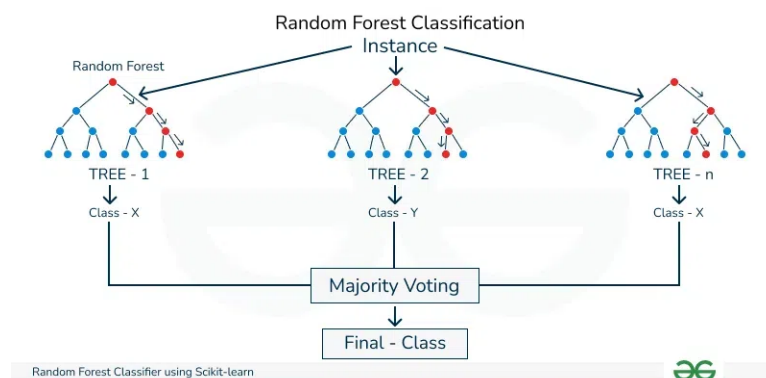 Random Forest Classification
Instance
Random Forest
TREE - 1
TREE - 2
TREE - n
Class - X
Class - Y
Class - X
Majority Voting
Final - Class
Random Forest Classifier using Scikit-learn